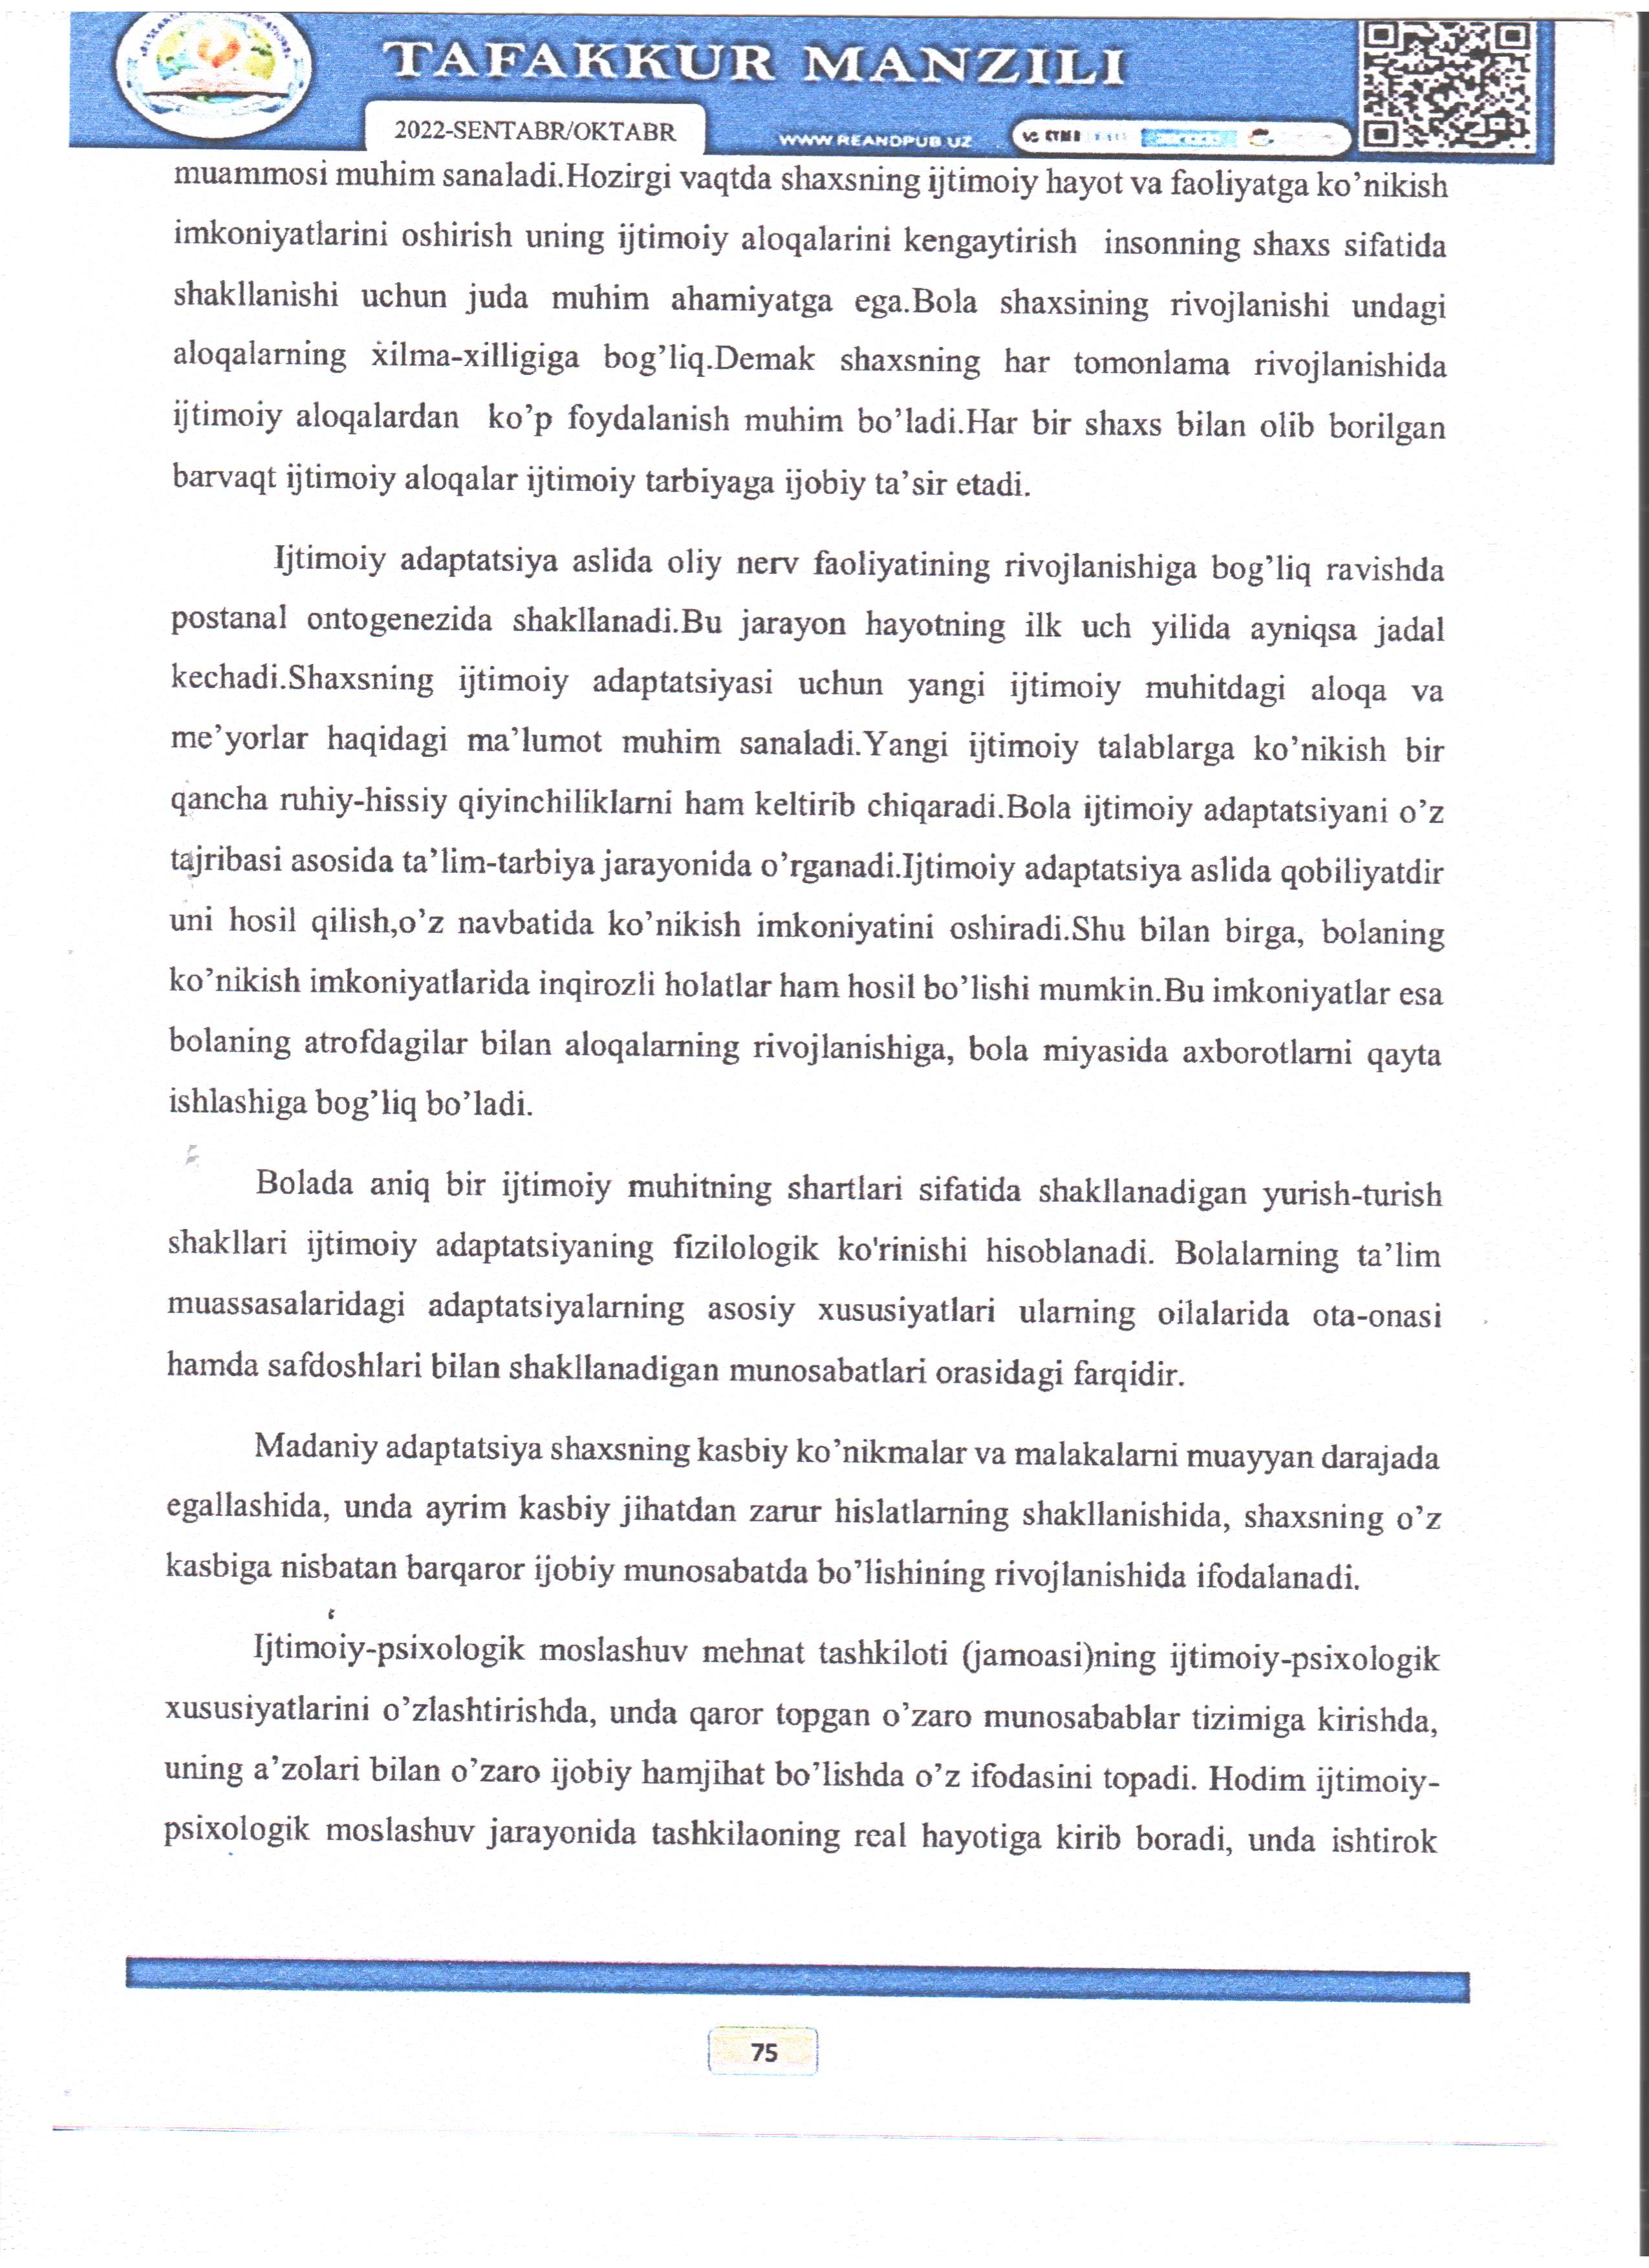 TAFAKKUR MANZILI
2022-SENTABR/OKTABR
WWW.REANDPUB.UZ
muammosi muhim sanaladi.Hozirgi vaqtda shaxsning ijtimoiy hayot va faoliyatga ko’nikish
imkoniyatlarini oshirish uning ijtimoiy aloqalarini kengaytirish insonning shaxs sifatida
shakllanishi uchun juda muhim ahamiyatga ega.Bola shaxsining rivojlanishi undagi
aloqalarning xilma-xilligiga bog’liq.Demak shaxsning har tomonlama rivojlanishida
ijtimoiy aloqalardan ko’p foydalanish muhim bo’ladi.Har bir shaxs bilan olib borilgan
barvaqt ijtimoiy aloqalar ijtimoiy tarbiyaga ijobiy ta’sir etadi.
Ijtimoiy adaptatsiya aslida oliy nerv faoliyatining rivojlanishiga bog’liq ravishda
postanal ontogenezida shakllanadi.Bu jarayon hayotning ilk uch yilida ayniqsa jadal
kechadi.Shaxsning ijtimoiy adaptatsiyasi uchun yangi ijtimoiy muhitdagi aloqa va
me’yorlar haqidagi ma’lumot muhim sanaladi.Yangi ijtimoiy talablarga ko’nikish bir
qancha ruhiy-hissiy qiyinchiliklarni ham keltirib chiqaradi.Bola ijtimoiy adaptatsiyani o’z
tajribasi asosida ta’lim-tarbiya jarayonida o’rganadi.Ijtimoiy adaptatsiya aslida qobiliyatdir
uni hosil qilish,o’z navbatida ko’nikish imkoniyatini oshiradi.Shu bilan birga, bolaning
ko’nikish imkoniyatlarida inqirozli holatlar ham hosil bo’lishi mumkin.Bu imkoniyatlar esa
bolaning atrofdagilar bilan aloqalarning rivojlanishiga, bola miyasida axborotlarni qayta
ishlashiga bog’liq bo’ladi.
Bolada aniq bir ijtimoiy muhitning shartlari sifatida shakllanadigan yurish-turish
shakllari ijtimoiy adaptatsiyaning fizilologik ko'rinishi hisoblanadi. Bolalarning ta’lim
muassasalaridagi adaptatsiyalarning asosiy xususiyatlari ularning oilalarida ota-onasi
hamda safdoshlari bilan shakllanadigan munosabatlari orasidagi farqidir.
Madaniy adaptatsiya shaxsning kasbiy ko’nikmalar va malakalarni muayyan darajada
egallashida, unda ayrim kasbiy jihatdan zarur hislatlarning shakllanishida, shaxsning o’z
kasbiga nisbatan barqaror ijobiy munosabatda bo’lishining rivojlanishida ifodalanadi.
Ijtimoiy-psixologik moslashuv mehnat tashkiloti (jamoasi)ning ijtimoiy-psixologik
xususiyatlarini o’zlashtirishda, unda qaror topgan o’zaro munosabablar tizimiga kirishda,
uning a’zolari bilan o’zaro ijobiy hamjihat bo’lishda o’z ifodasini topadi. Hodim ijtimoiy-
psixologik moslashuv jarayonida tashkilaoning real hayotiga kirib boradi, unda ishtirok
75